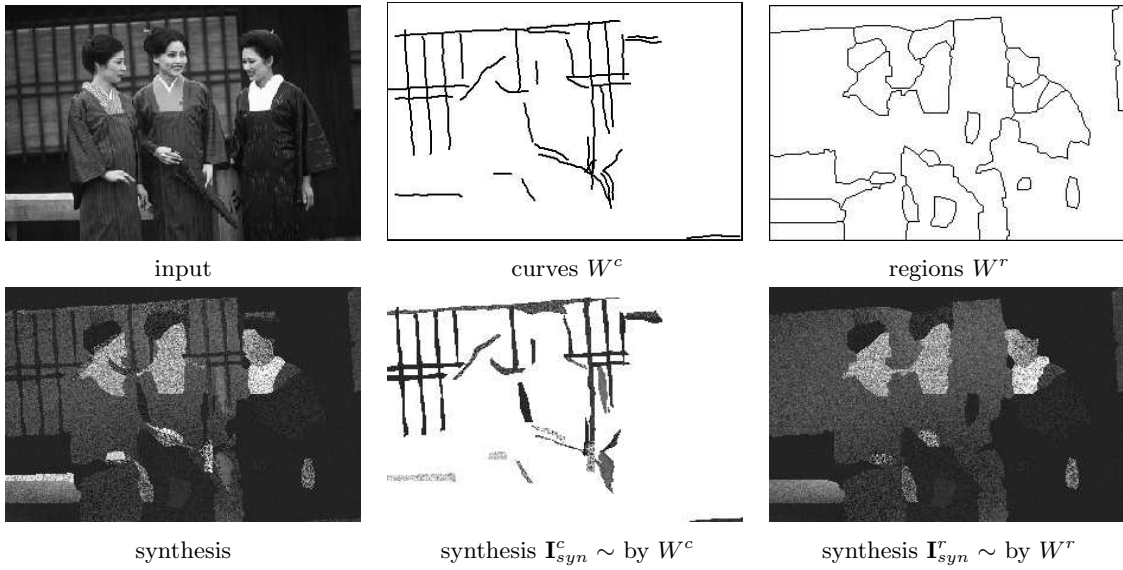 input
curves W^c
regions W^r
synthesis
synthesis I^c_syn ∼ by W^c
synthesis I^r_syn ∼ by W^r